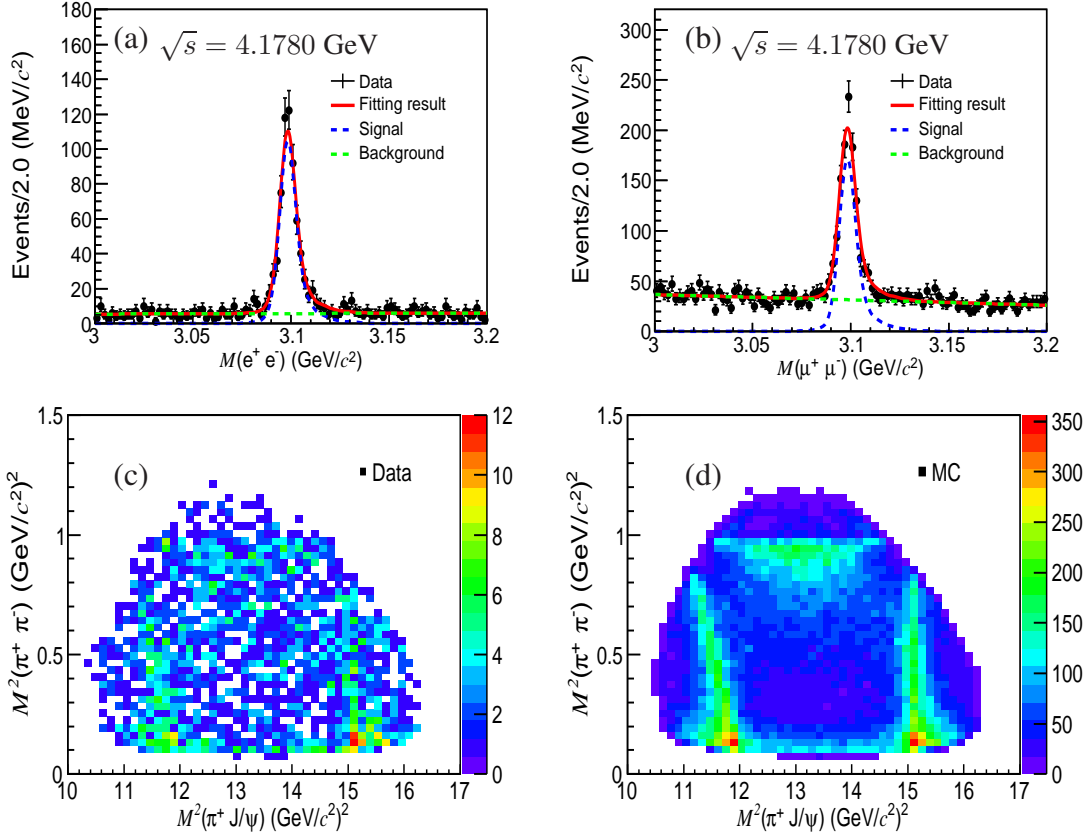 (a) √s = 4.1780 GeV
Data
Fitting result
Signal
Background
Events/2.0 (MeV/c²)
180
160
140
120
100
80
60
40
20
0
3 3.05 3.1 3.15 3.2
M(e⁺ e⁻) (GeV/c²)
(b) √s = 4.1780 GeV
Data
Fitting result
Signal
Background
Events/2.0 (MeV/c²)
300
250
200
150
100
50
0
3 3.05 3.1 3.15 3.2
M(μ⁺ μ⁻) (GeV/c²)
(c)
Data
M²(π⁺ π⁻) (GeV/c²)²
1.5
1
0.5
0
10 11 12 13 14 15 16 17
M²(π⁺ J/ψ) (GeV/c²)²
12
10
8
6
4
2
0
(d)
MC
M²(π⁺ π⁻) (GeV/c²)²
1.5
1
0.5
0
10 11 12 13 14 15 16 17
M²(π⁺ J/ψ) (GeV/c²)²
350
300
250
200
150
100
50
0